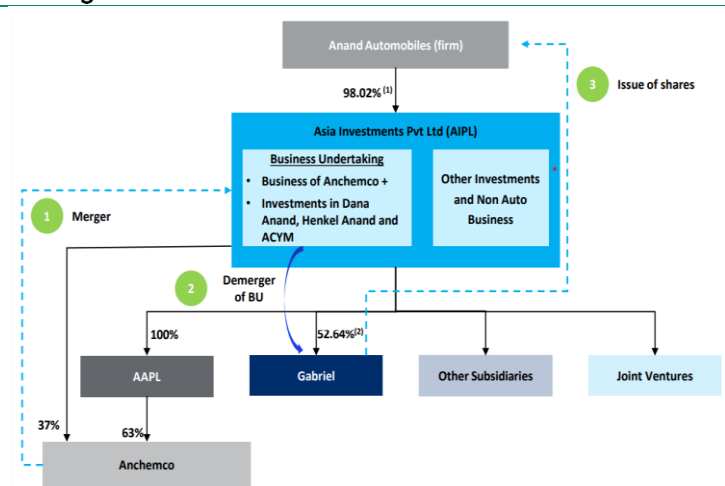 Anand Automobiles (firm)
98.02% (1)
3
Issue of shares
Asia Investments Pvt Ltd (AIPL)
Business Undertaking
• Business of Anchemco +
• Investments in Dana
Anand, Henkel Anand and
ACYM
Other Investments
and Non Auto
Business
1
Merger
2
Demerger
of BU
100%
52.64%(2)
AAPL
Gabriel
Other Subsidiaries
Joint Ventures
37%
63%
Anchemco